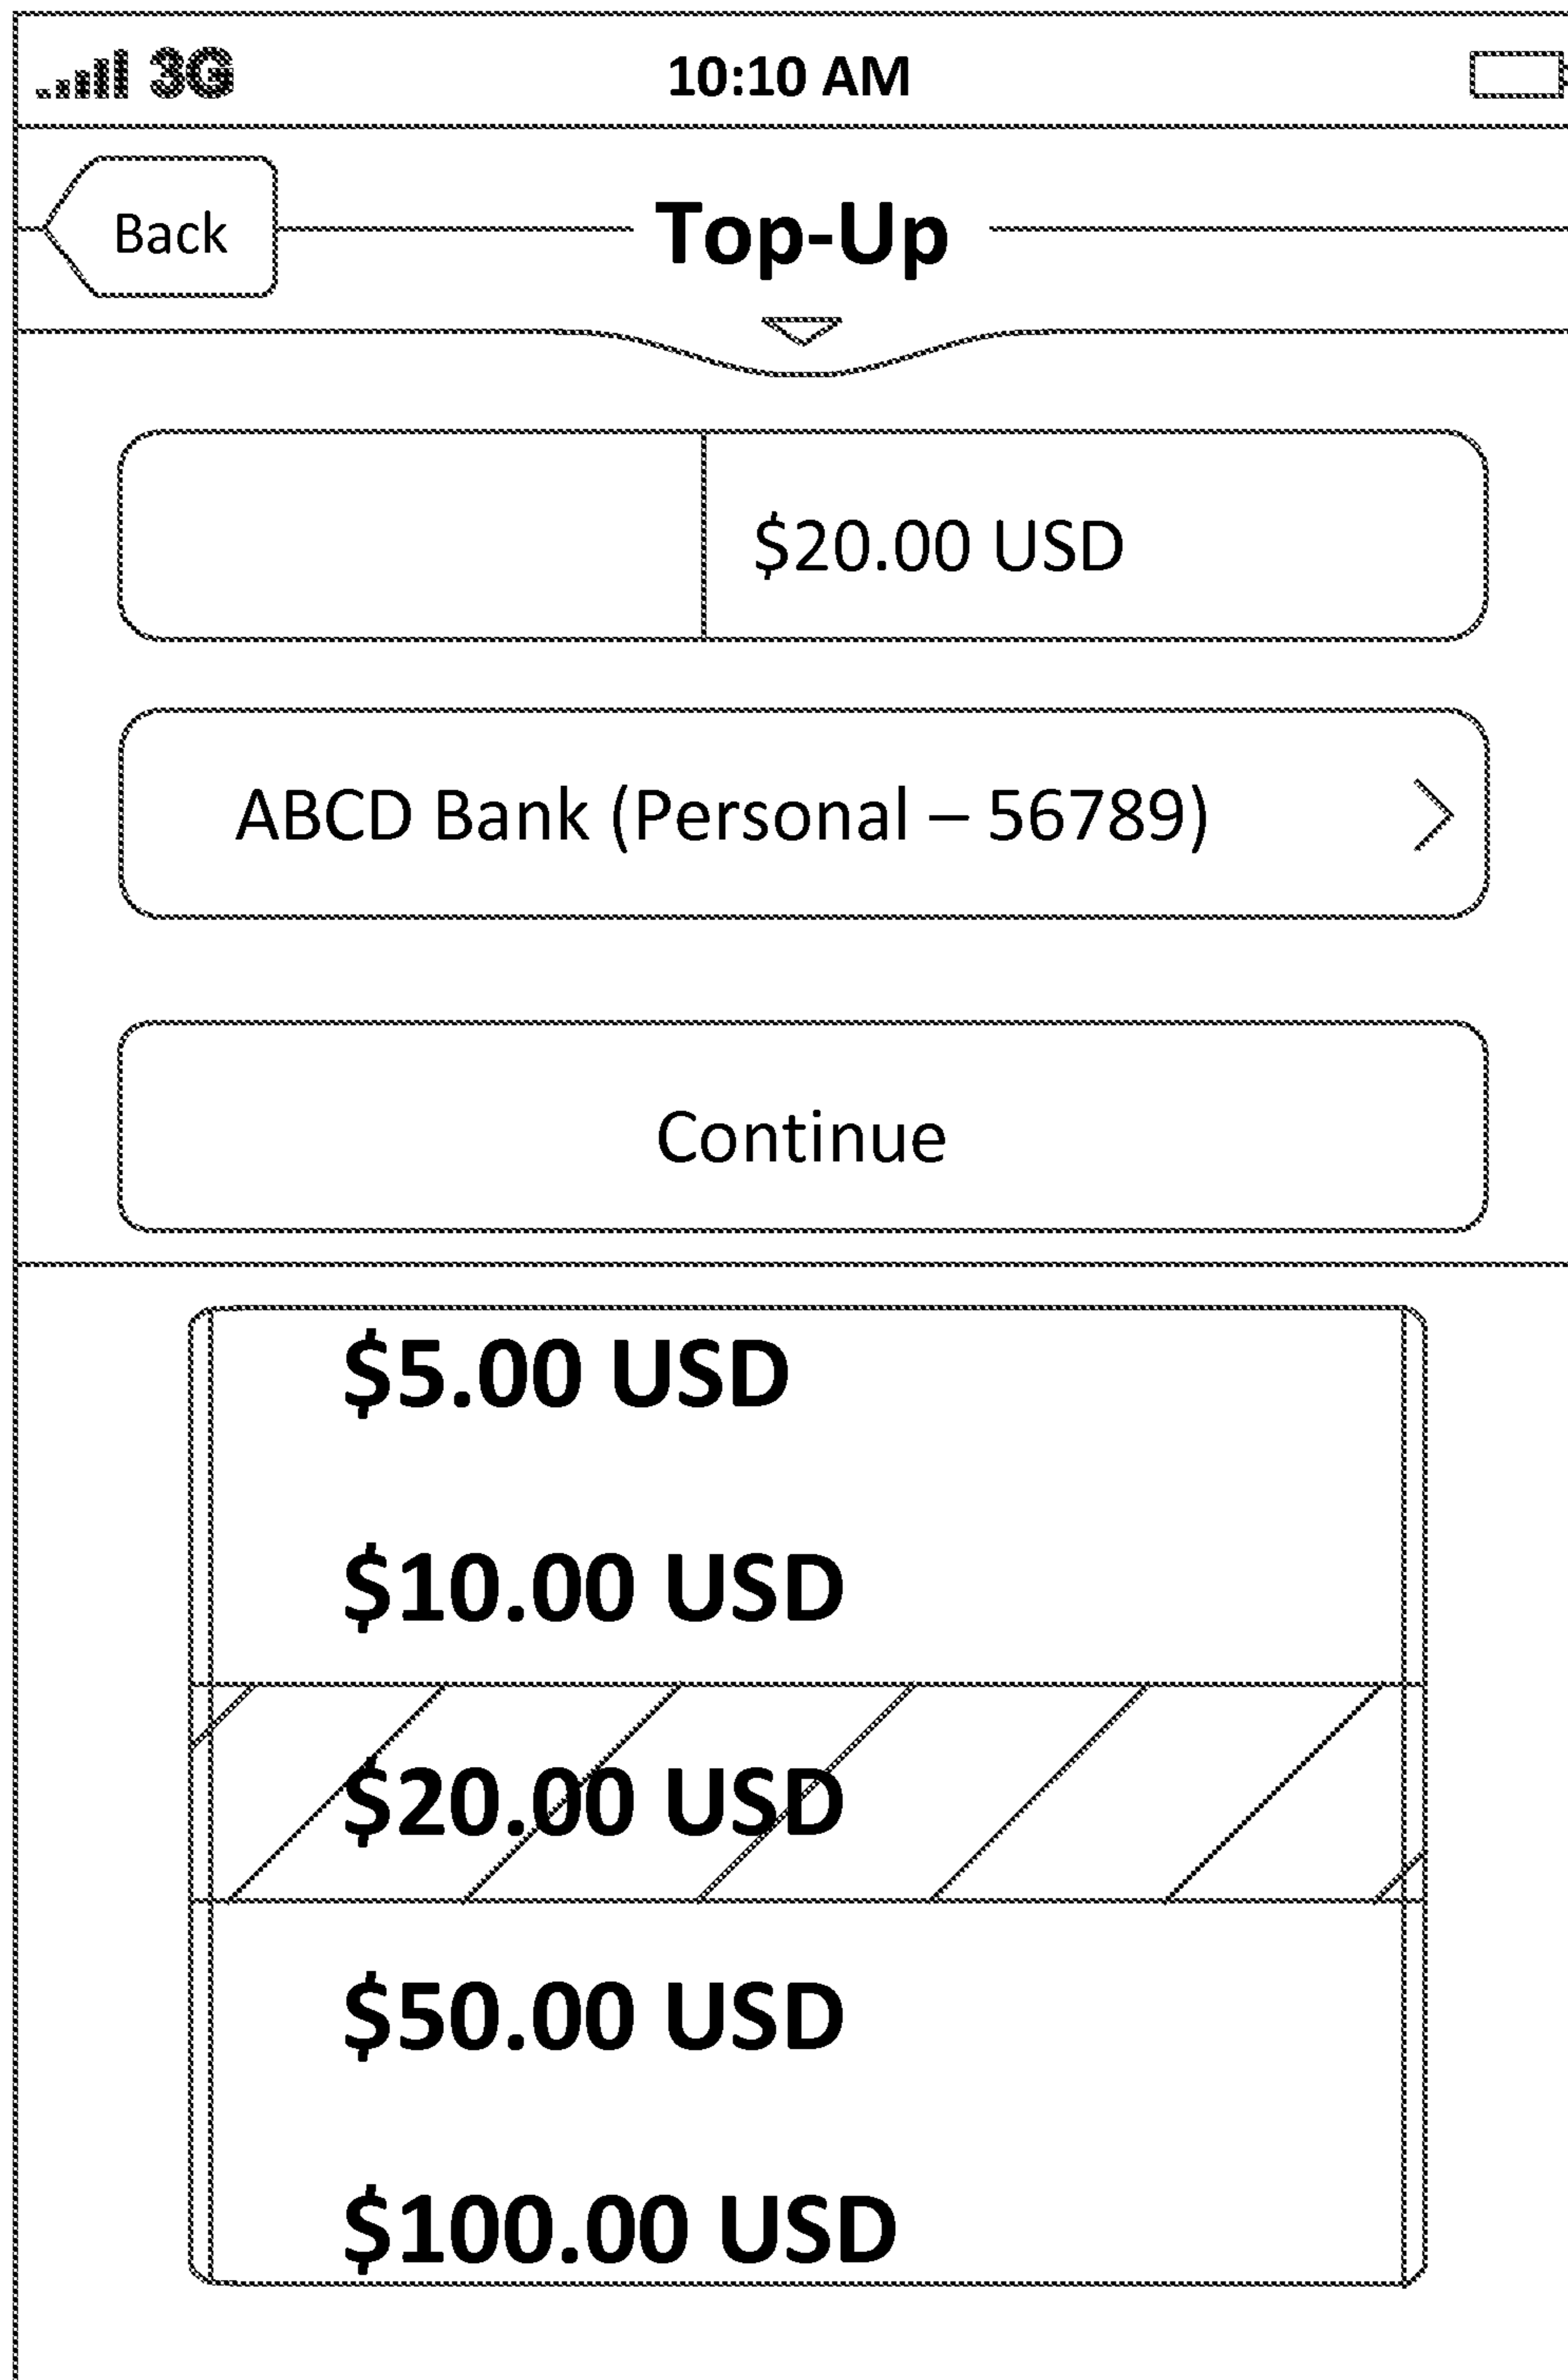 3G 10:10 AM
Back Top-Up
$20.00 USD
ABCD Bank (Personal – 56789)
Continue
$5.00 USD
$10.00 USD
$20.00 USD
$50.00 USD
$100.00 USD